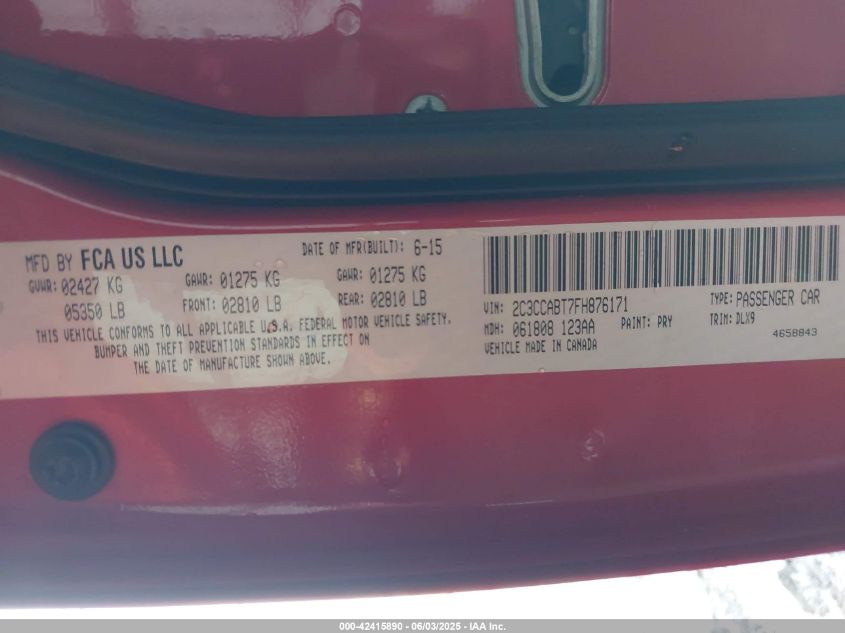 MFD BY FCA US LLC
DATE OF MFR(BUILT): 6-15
GVWR: 02427 KG
GAWR: 01275 KG
GAWR: 01275 KG
05350 LB
FRONT: 02810 LB
REAR: 02810 LB
THIS VEHICLE CONFORMS TO ALL APPLICABLE U.S.A. FEDERAL MOTOR VEHICLE SAFETY,
BUMPER AND THEFT PREVENTION STANDARDS IN EFFECT ON
THE DATE OF MANUFACTURE SHOWN ABOVE.
VIN: 2C3CCABT7FH876171
TYPE: PASSENGER CAR
MDH: 061808 123AA
PAINT: PRY
TRIM: DLX9
VEHICLE MADE IN CANADA
4658843
000-42415890 - 06/03/2025 - IAA Inc.